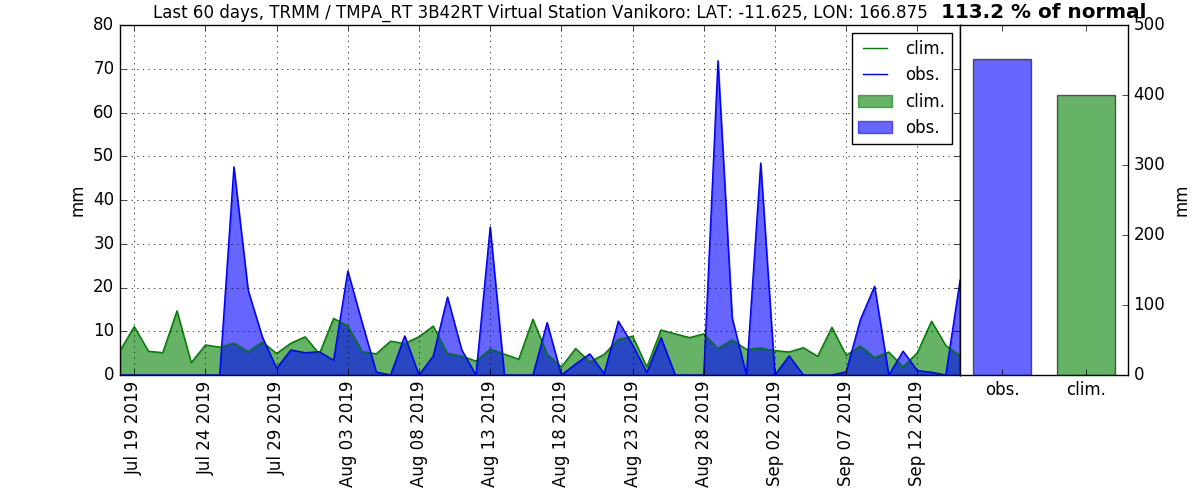 Last 60 days, TRMM / TMPA_RT 3B42RT Virtual Station Vanikoro: LAT: -11.625, LON: 166.875 113.2 % of normal
80
70
60
50
40
30
20
10
0
mm
clim.
obs.
clim.
obs.
Jul 19 2019
Jul 24 2019
Jul 29 2019
Aug 03 2019
Aug 08 2019
Aug 13 2019
Aug 18 2019
Aug 23 2019
Aug 28 2019
Sep 02 2019
Sep 07 2019
Sep 12 2019
500
400
300
200
100
0
mm
obs.
clim.